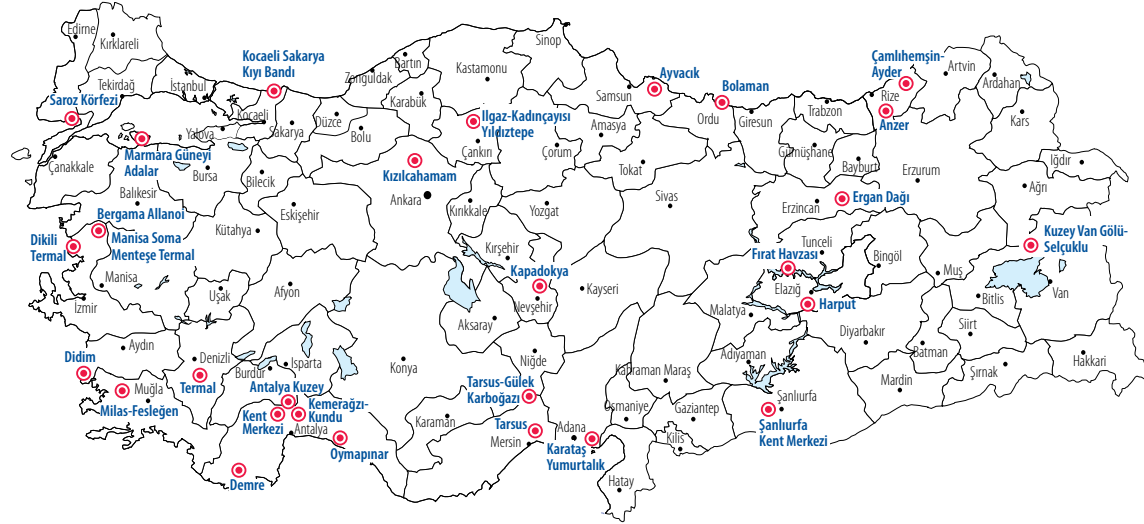 Edirne
Kırklareli
Tekirdağ
İstanbul
Kocaeli Sakarya
Kıyı Bandı
Saroz Körfezi
Kocaeli
Yalova
Sakarya
Düzce
Bolu
Zonguldak
Bartın
Karabük
Kastamonu
Sinop
Samsun
Ayvacık
Bolaman
Ordu
Giresun
Trabzon
Çamlıhemşin-
Ayder
Rize
Anzer
Artvin
Ardahan
Kars
Iğdır
Ağrı
Ilgaz-Kadınçayısı
Yıldıztepe
Çankırı
Çorum
Amasya
Tokat
Gümüşhane
Bayburt
Erzurum
Çanakkale
Marmara Güneyi
Adalar
Balıkesir
Bursa
Bilecik
Eskişehir
Kızılcahamam
Ankara
Kırıkkale
Yozgat
Sivas
Erzincan
Ergan Dağı
Bergama Allanoi
Dikili
Termal
Manisa Soma
Menteşe Termal
Kütahya
Kırşehir
Kapadokya
Nevşehir
Kayseri
Tunceli
Fırat Havzası
Elazığ
Harput
Bingöl
Muş
Kuzey Van Gölü-
Selçuklu
Van
Bitlis
Manisa
İzmir
Uşak
Afyon
Aksaray
Malatya
Diyarbakır
Siirt
Batman
Hakkari
Şırnak
Mardin
Didim
Aydın
Denizli
Isparta
Burdur
Konya
Niğde
Kahraman Maraş
Adıyaman
Muğla
Milas-Fesleğen
Termal
Antalya Kuzey
Kent
Merkezi
Kemerağzı-
Kundu
Antalya
Oymapınar
Demre
Karaman
Tarsus-Gülek
Karboğazı
Tarsus
Mersin
Adana
Karataş
Yumurtalık
Osmaniye
Gaziantep
Kilis
Hatay
Şanlıurfa
Şanlıurfa
Kent Merkezi